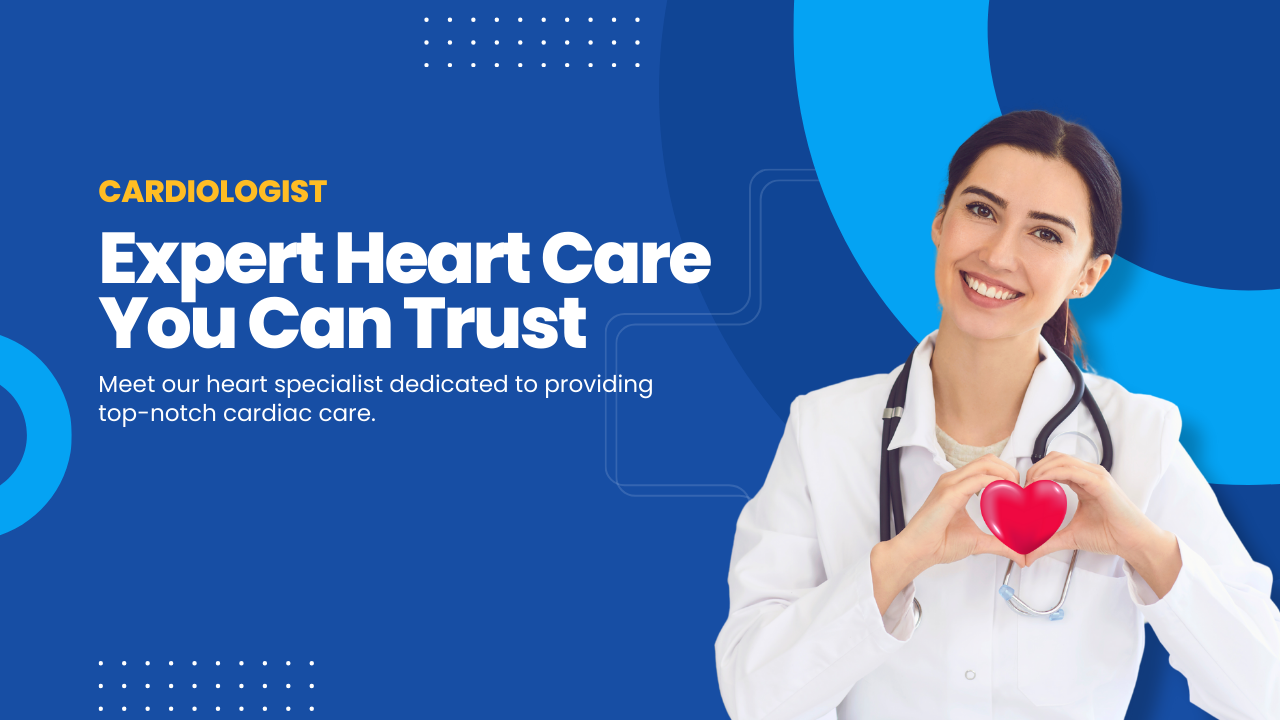 CARDIOLOGIST
Expert Heart Care
You Can Trust
Meet our heart specialist dedicated to providing
top-notch cardiac care.